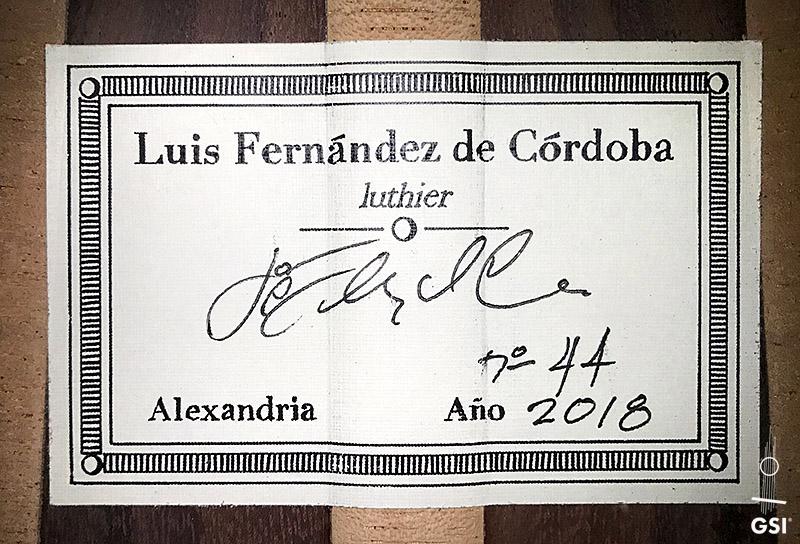 Luis Fernández de Córdoba
luthier
nº 44
Alexandria Año 2018
GSI